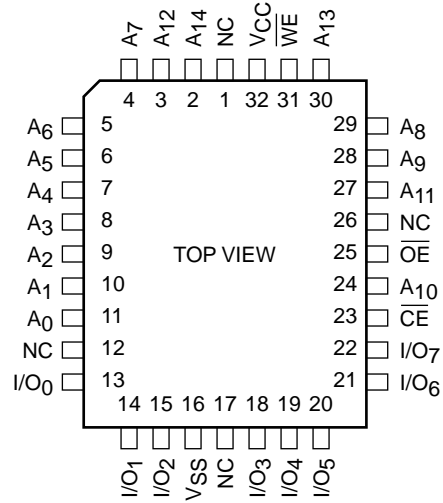 A7 A12 A14 NC VCC W̅E̅ A13
4 3 2 1 32 31 30
A6 5 29 A8
A5 6 28 A9
A4 7 27 A11
A3 8 26 NC
A2 9 TOP VIEW 25 O̅E̅
A1 10 24 A10
A0 11 23 C̅E̅
NC 12 22 I/O7
I/O0 13 21 I/O6
14 15 16 17 18 19 20
I/O1 I/O2 VSS NC I/O3 I/O4 I/O5